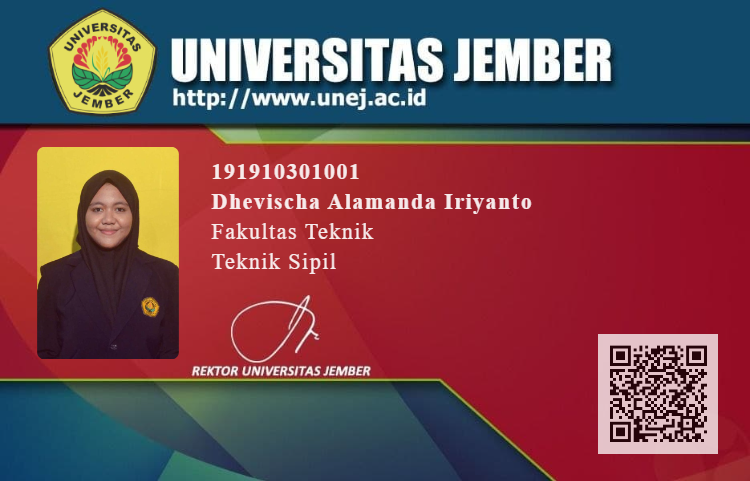 UNIVERSITAS
JEMBER
UNIVERSITAS JEMBER
http://www.unej.ac.id
191910301001
Dhevischa Alamanda Iriyanto
Fakultas Teknik
Teknik Sipil
REKTOR UNIVERSITAS JEMBER